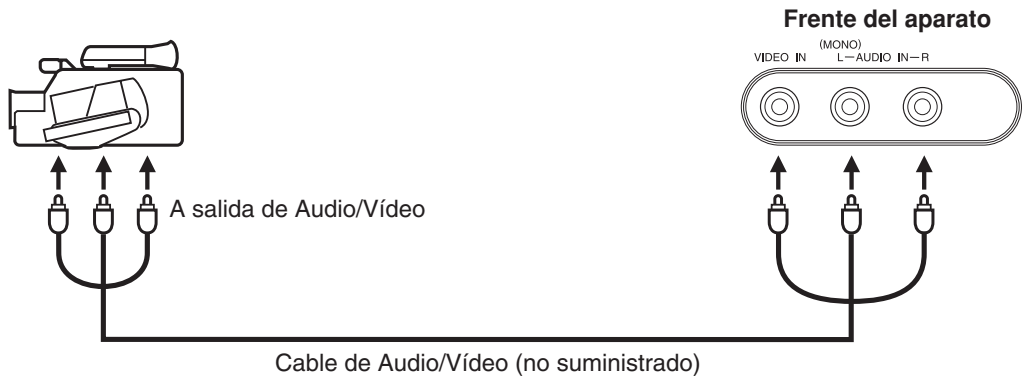 Frente del aparato
(MONO)
VIDEO IN L—AUDIO IN—R
A salida de Audio/Vídeo
Cable de Audio/Vídeo (no suministrado)